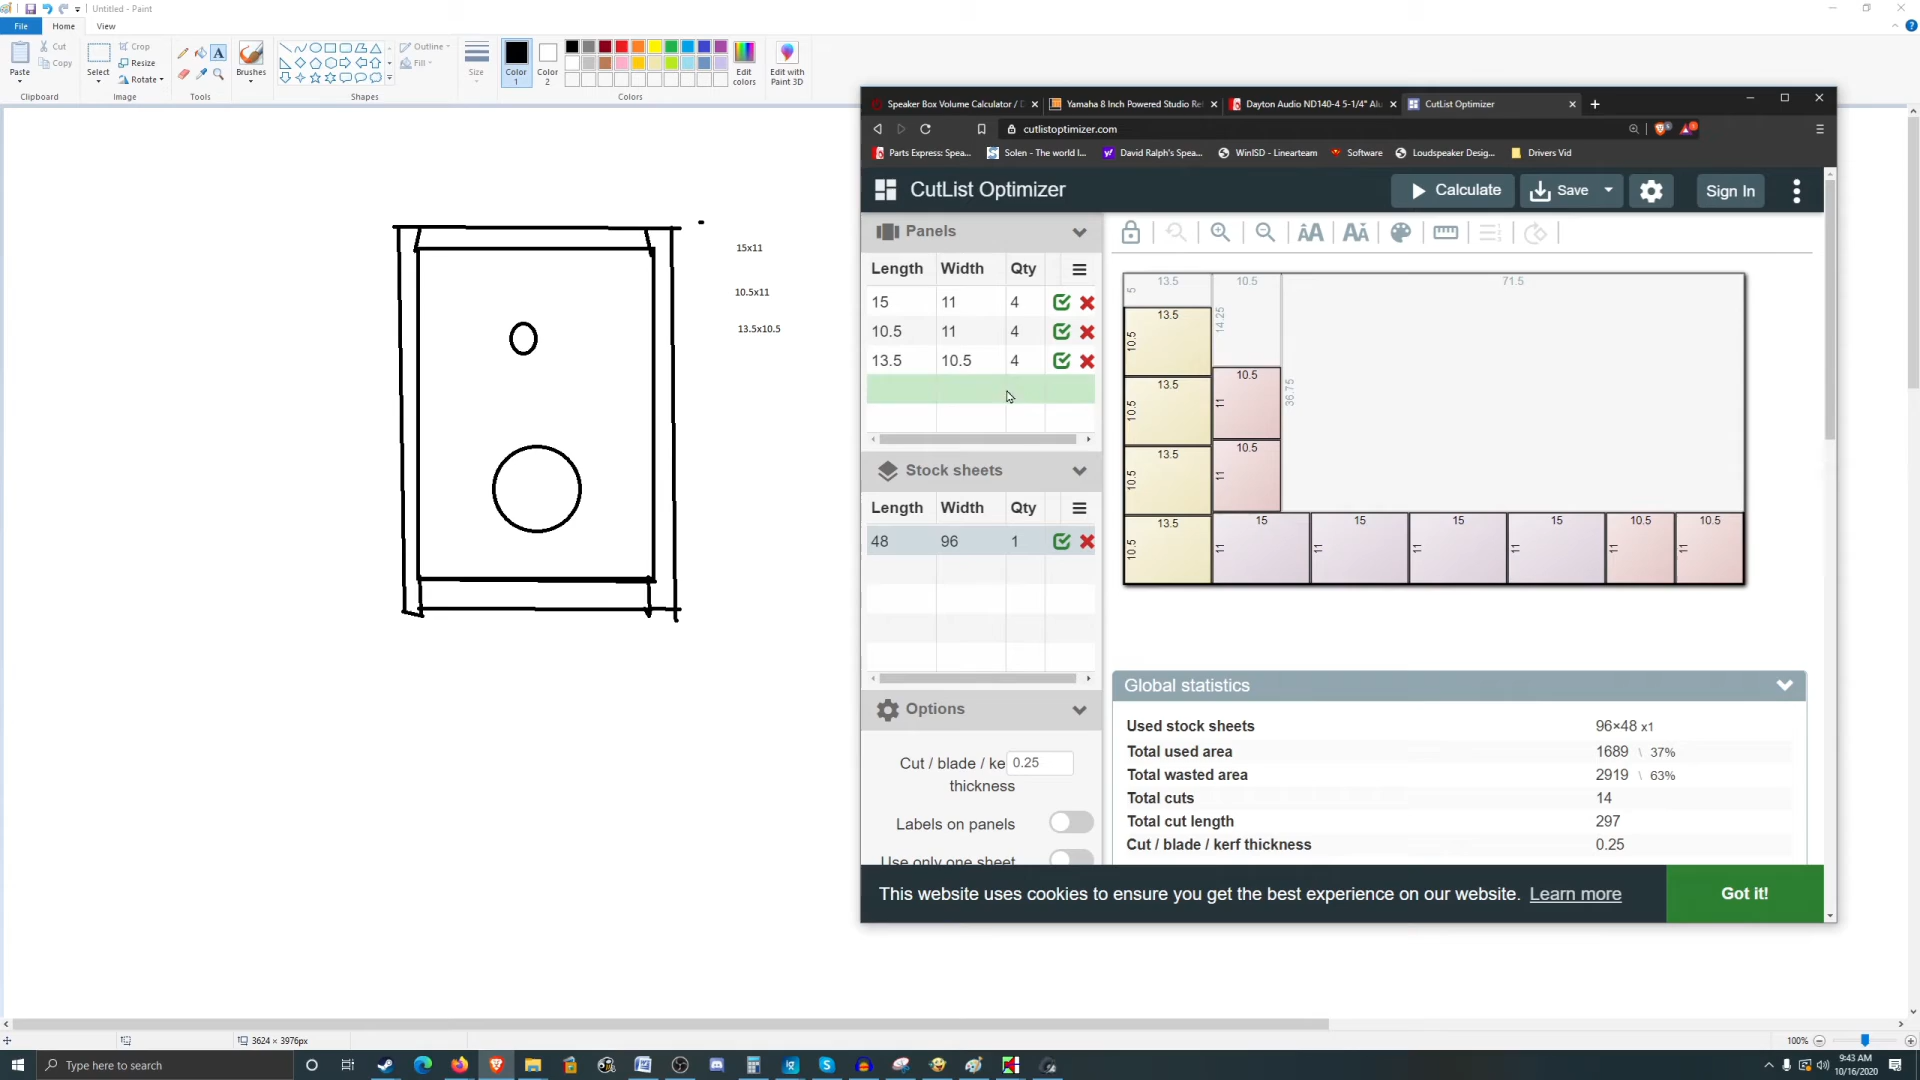 Untitled - Paint
File
Home
View
Paste
Cut
Copy
Clipboard
Select
Crop
Resize
Rotate
Image
Tools
Brushes
Shapes
Outline
Fill
Size
Color 1
Color 2
Edit colors
Colors
Edit with Paint 3D
15x11
10.5x11
13.5x10.5
Speaker Box Volume Calculator / D
Yamaha 8 Inch Powered Studio Re
Dayton Audio ND140-4 5-1/4" Alu
CutList Optimizer
cutlistoptimizer.com
Parts Express: Spea...
Solen - The world l...
David Ralph's Spea...
WinISD - Linearteam
Software
Loudspeaker Desig...
Drivers Vid
CutList Optimizer
Calculate
Save
Sign In
Panels
Length Width Qty
15 11 4
10.5 11 4
13.5 10.5 4
Stock sheets
Length Width Qty
48 96 1
Options
Cut / blade / ke
thickness
0.25
Labels on panels
Use only one sheet
13.5 10.5 71.5
5
13.5
10.5
14.25
13.5
10.5
10.5
11
36.75
13.5
10.5
10.5
11
13.5
10.5
15
11
15
11
15
11
15
11
10.5
11
10.5
11
Global statistics
Used stock sheets 96×48 x1
Total used area 1689 \ 37%
Total wasted area 2919 \ 63%
Total cuts 14
Total cut length 297
Cut / blade / kerf thickness 0.25
This website uses cookies to ensure you get the best experience on our website. Learn more
Got it!
3624 × 3976px
100%
Type here to search
9:43 AM
10/16/2020